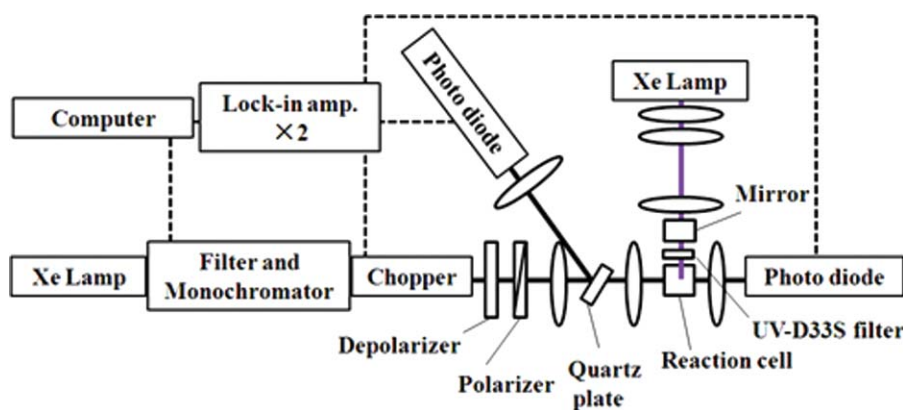 Photo diode
Xe Lamp
Computer
Lock-in amp.
×2
Mirror
Xe Lamp
Filter and
Monochromator
Chopper
Photo diode
Depolarizer
Polarizer
Quartz
plate
Reaction cell
UV-D33S filter